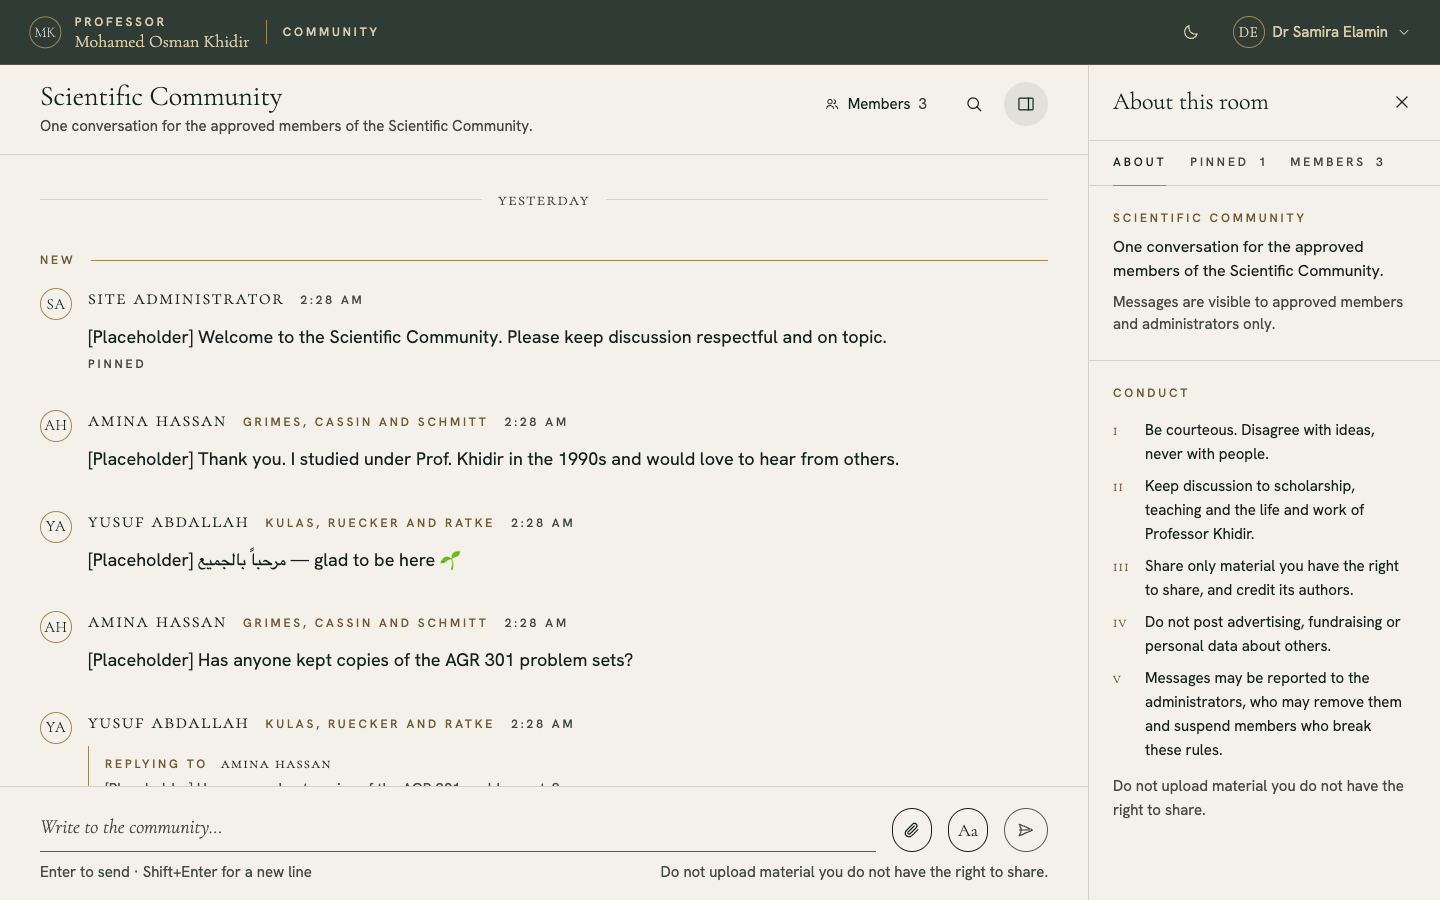 MK
PROFESSOR
Mohamed Osman Khidir
COMMUNITY
DE
Dr Samira Elamin
Scientific Community
One conversation for the approved members of the Scientific Community.
Members 3
YESTERDAY
NEW
SA
SITE ADMINISTRATOR 2:28 AM
[Placeholder] Welcome to the Scientific Community. Please keep discussion respectful and on topic.
PINNED
AH
AMINA HASSAN GRIMES, CASSIN AND SCHMITT 2:28 AM
[Placeholder] Thank you. I studied under Prof. Khidir in the 1990s and would love to hear from others.
YA
YUSUF ABDALLAH KULAS, RUECKER AND RATKE 2:28 AM
[Placeholder] مرحباً بالجميع — glad to be here 🌱
AH
AMINA HASSAN GRIMES, CASSIN AND SCHMITT 2:28 AM
[Placeholder] Has anyone kept copies of the AGR 301 problem sets?
YA
YUSUF ABDALLAH KULAS, RUECKER AND RATKE 2:28 AM
REPLYING TO AMINA HASSAN
Write to the community...
Aa
Enter to send · Shift+Enter for a new line
Do not upload material you do not have the right to share.
About this room
ABOUT PINNED 1 MEMBERS 3
SCIENTIFIC COMMUNITY
One conversation for the approved
members of the Scientific Community.
Messages are visible to approved members
and administrators only.
CONDUCT
I Be courteous. Disagree with ideas,
never with people.
II Keep discussion to scholarship,
teaching and the life and work of
Professor Khidir.
III Share only material you have the right
to share, and credit its authors.
IV Do not post advertising, fundraising or
personal data about others.
V Messages may be reported to the
administrators, who may remove them
and suspend members who break
these rules.
Do not upload material you do not have the
right to share.